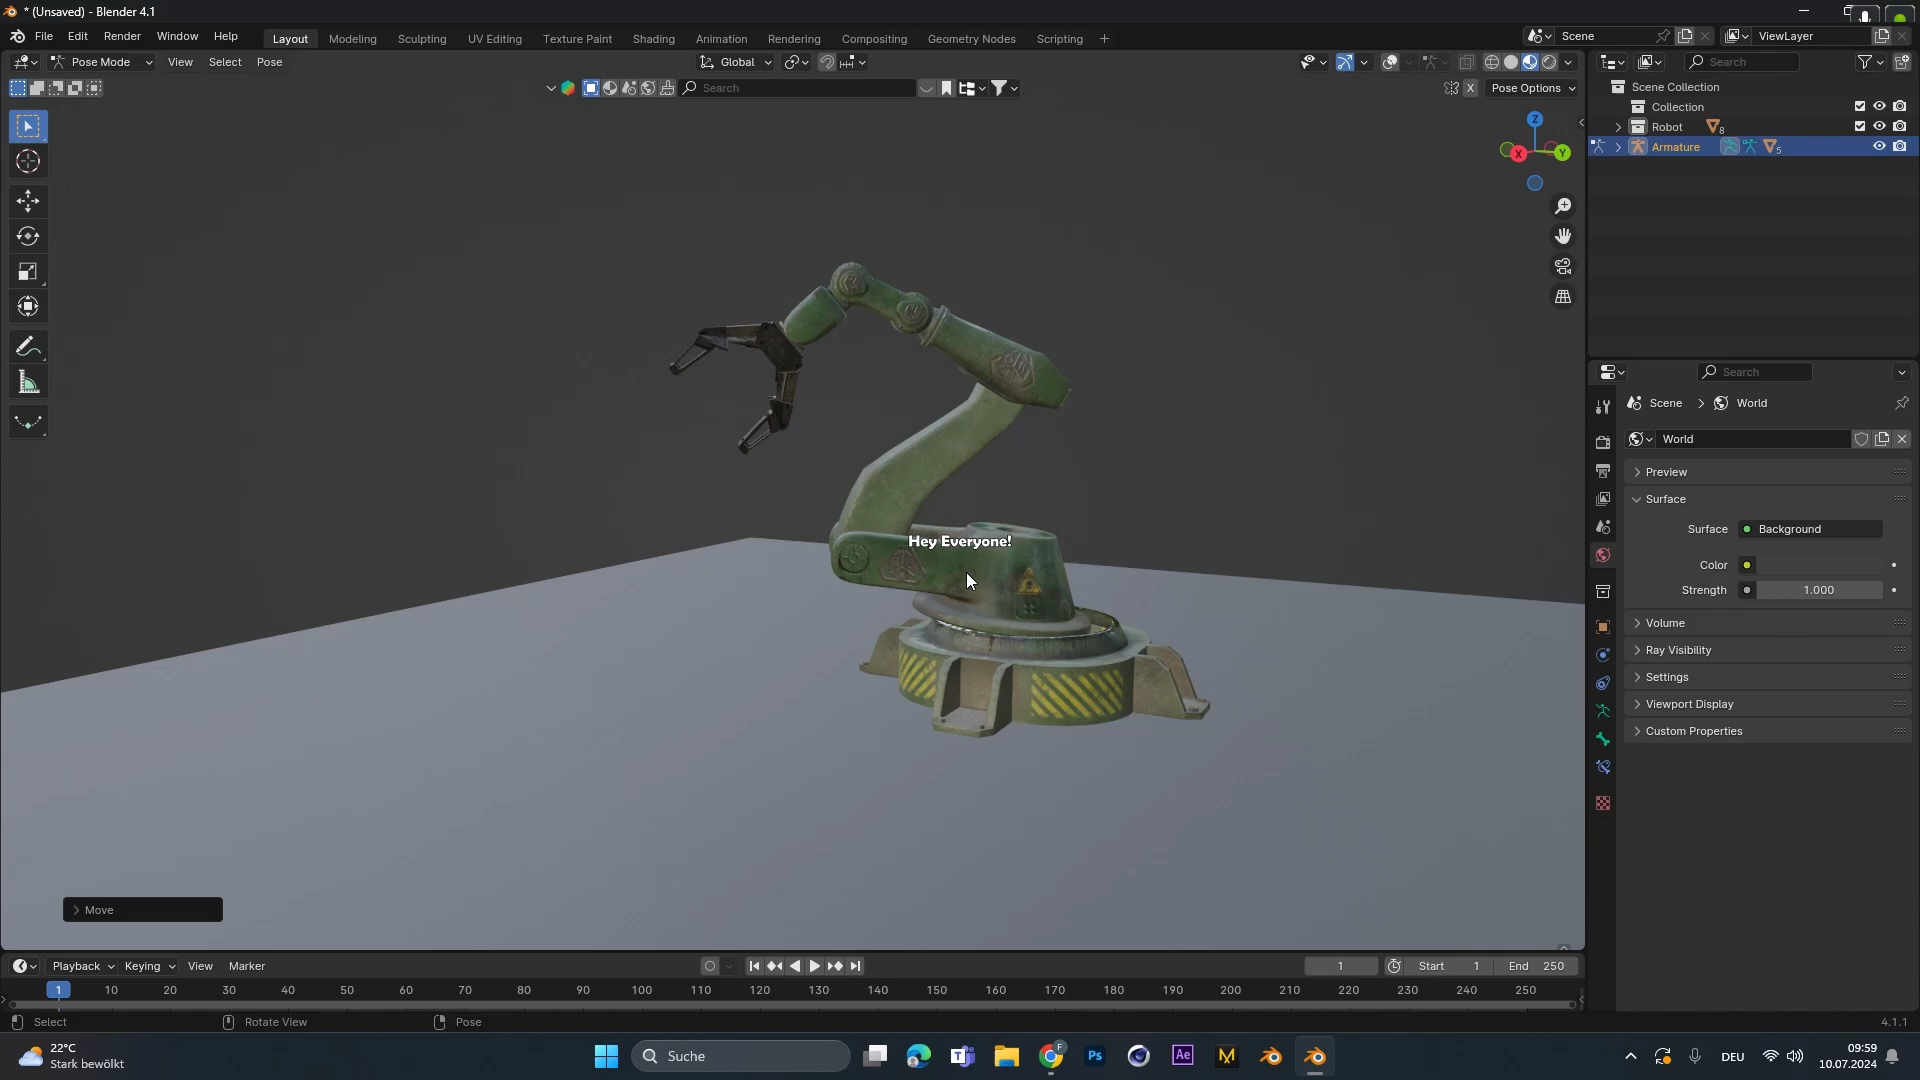 * (Unsaved) - Blender 4.1
File Edit Render Window Help
Layout Modeling Sculpting UV Editing Texture Paint Shading Animation Rendering Compositing Geometry Nodes Scripting +
Scene
ViewLayer
Pose Mode View Select Pose
Global
Search
Search
X
Pose Options
Scene Collection
Collection
Robot 8
Armature 5
Z
X
Y
Search
Scene > World
World
Preview
Surface
Surface Background
Color
Strength 1.000
Volume
Ray Visibility
Settings
Viewport Display
Custom Properties
Hey Everyone!
Move
Playback Keying View Marker
1 Start 1 End 250
1 10 20 30 40 50 60 70 80 90 100 110 120 130 140 150 160 170 180 190 200 210 220 230 240 250
Select Rotate View Pose
4.1.1
22°C
Stark bewölkt
Suche
F
Ps
Ae
M
DEU
09:59
10.07.2024